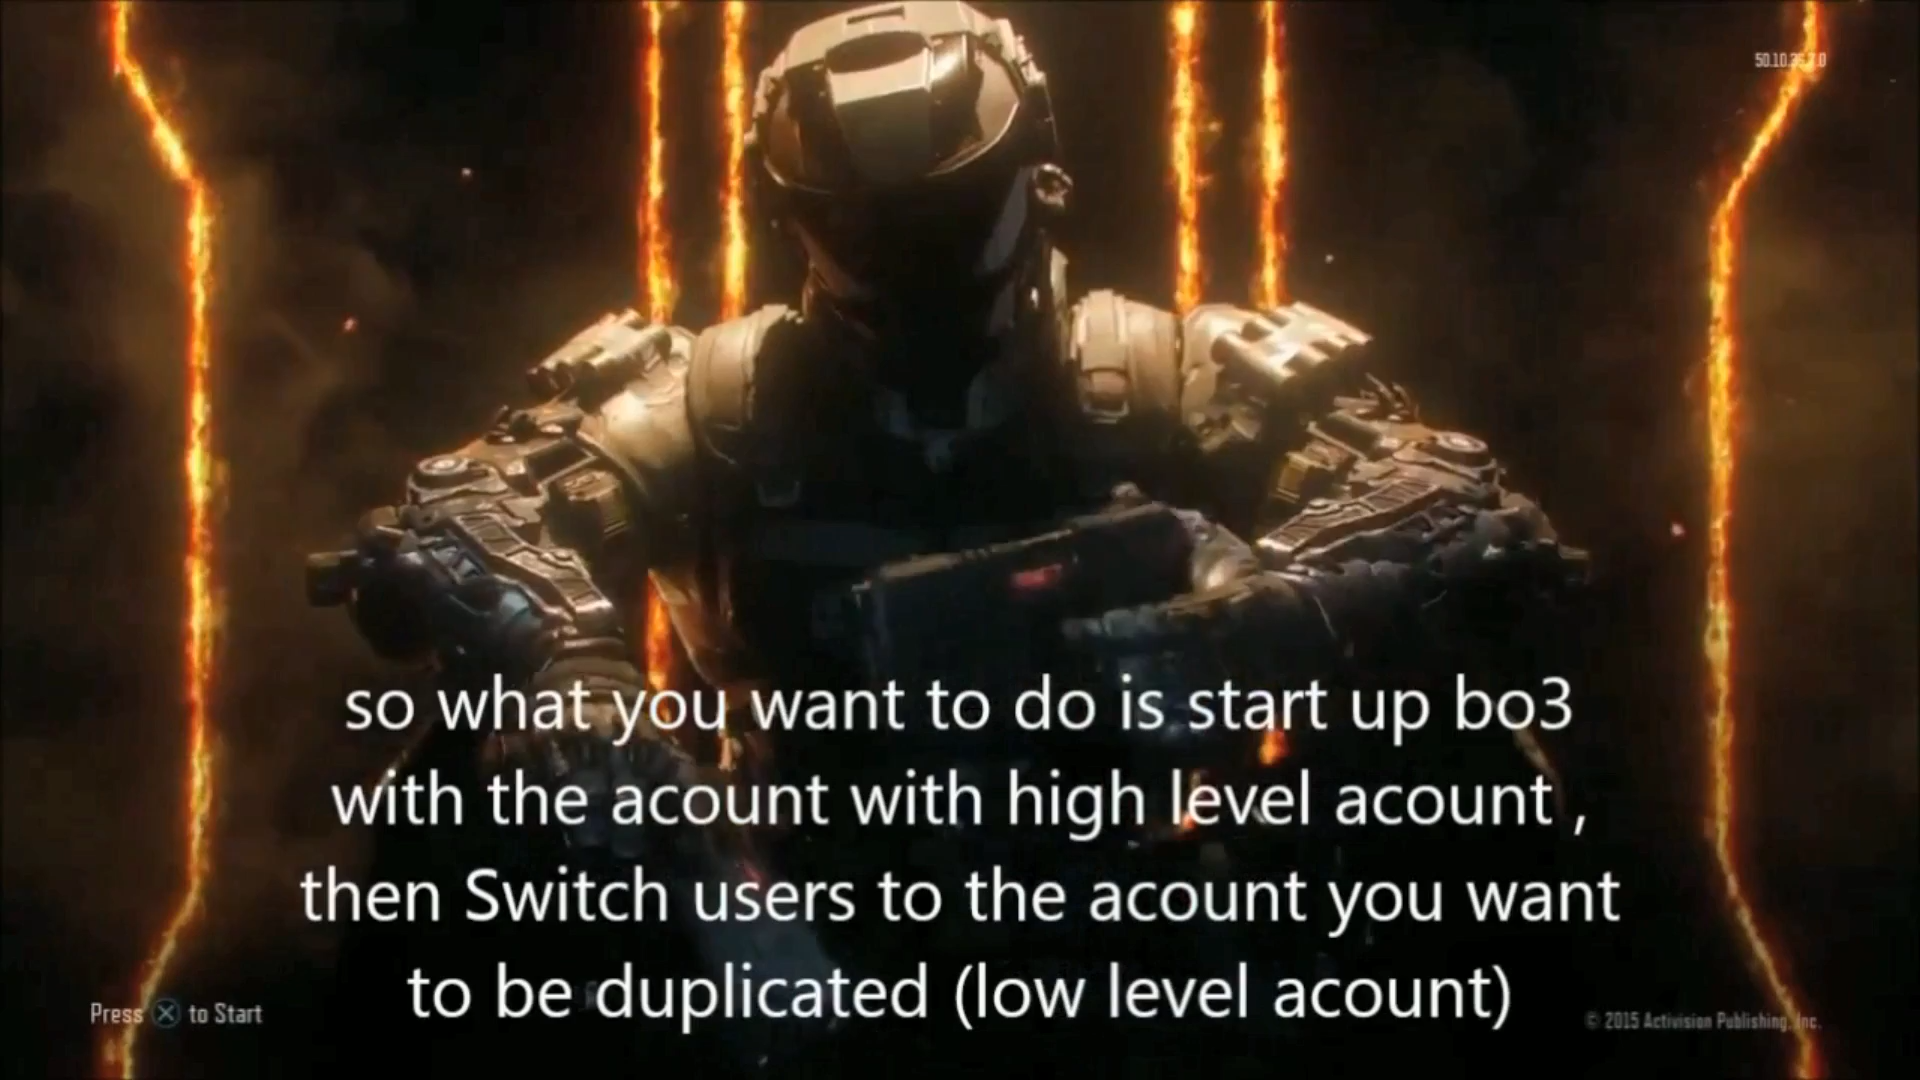 so what you want to do is start up bo3
with the acount with high level acount ,
then Switch users to the acount you want
to be duplicated (low level acount)
Press to Start
© 2015 Activision Publishing, Inc.